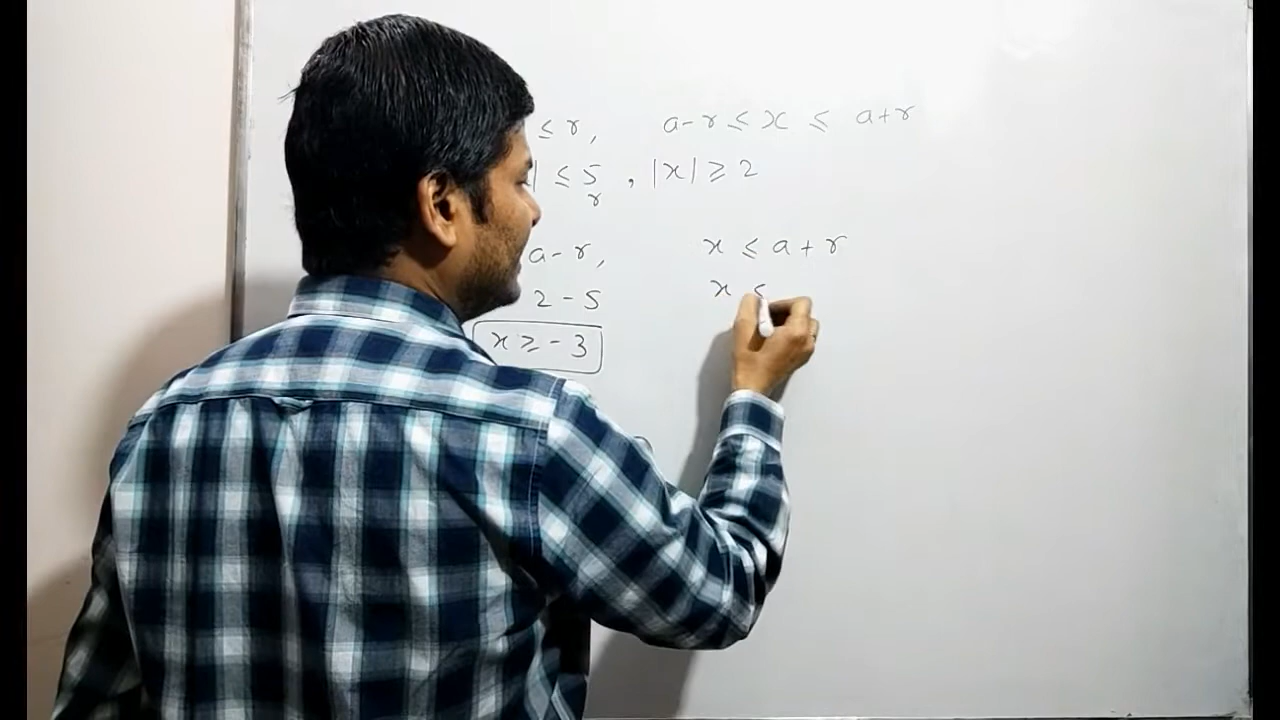 ≤ r, a-r ≤ x ≤ a+r
| ≤ 5 , |x| ≥ 2
r
a-r, x ≤ a+r
2-5 x ≤
x ≥ -3